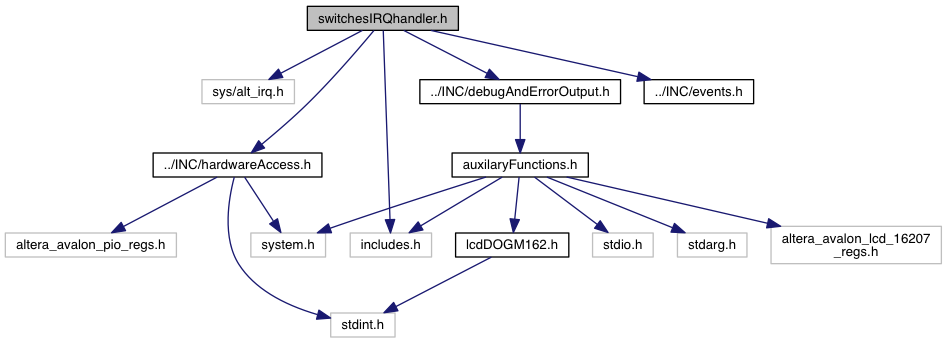 switchesIRQhandler.h
sys/alt_irq.h
../INC/debugAndErrorOutput.h
../INC/events.h
../INC/hardwareAccess.h
auxilaryFunctions.h
altera_avalon_pio_regs.h
system.h
includes.h
lcdDOGM162.h
stdio.h
stdarg.h
altera_avalon_lcd_16207
_regs.h
stdint.h